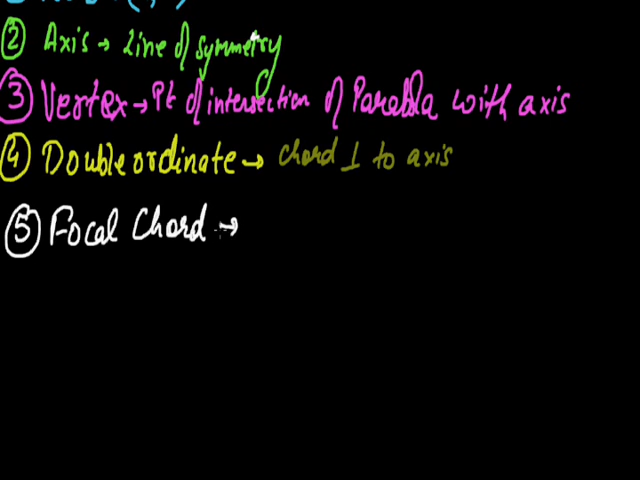 ② Axis → Line of symmetry
③ Vertex → Pt of intersection of Parabola with axis
④ Double ordinate → chord ⊥ to axis
⑤ Focal Chord →